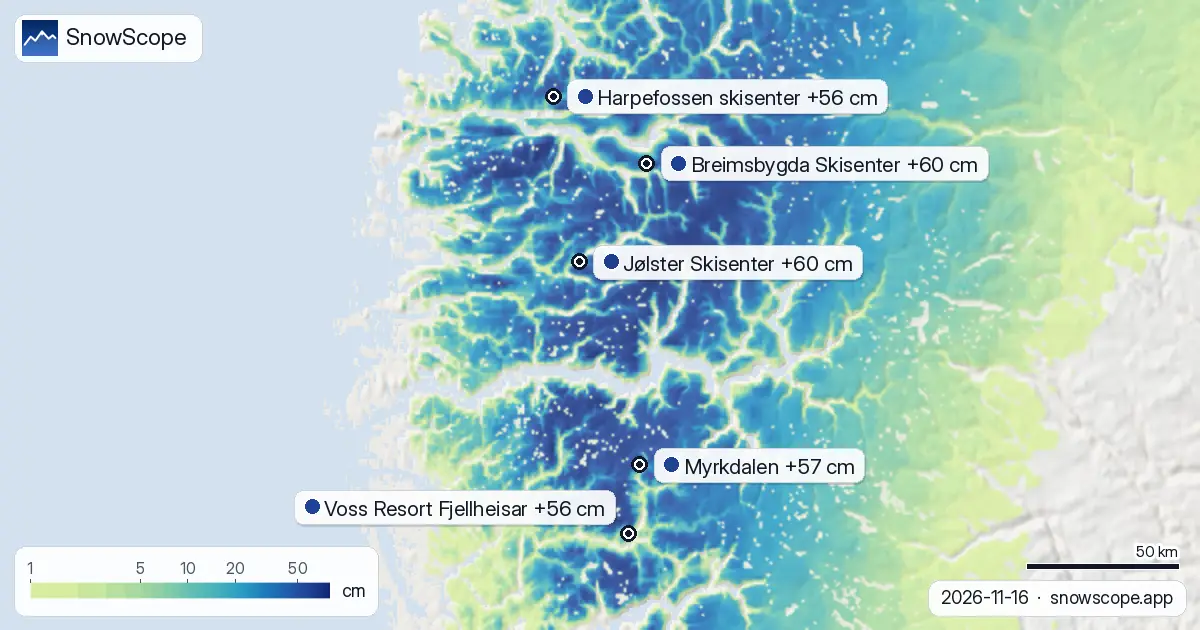 SnowScope
Harpefossen skisenter +56 cm
Breimsbygda Skisenter +60 cm
Jølster Skisenter +60 cm
Myrkdalen +57 cm
Voss Resort Fjellheisar +56 cm
1 5 10 20 50
cm
50 km
2026-11-16 · snowscope.app